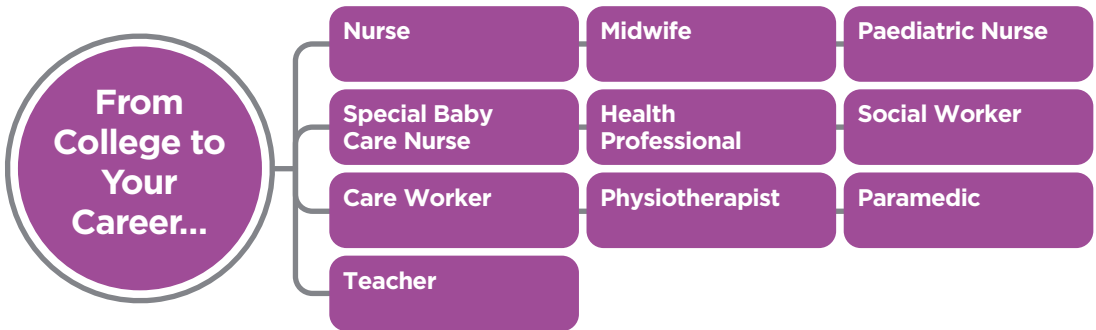 From
College to
Your
Career...
Nurse
Midwife
Paediatric Nurse
Special Baby
Care Nurse
Health
Professional
Social Worker
Care Worker
Physiotherapist
Paramedic
Teacher